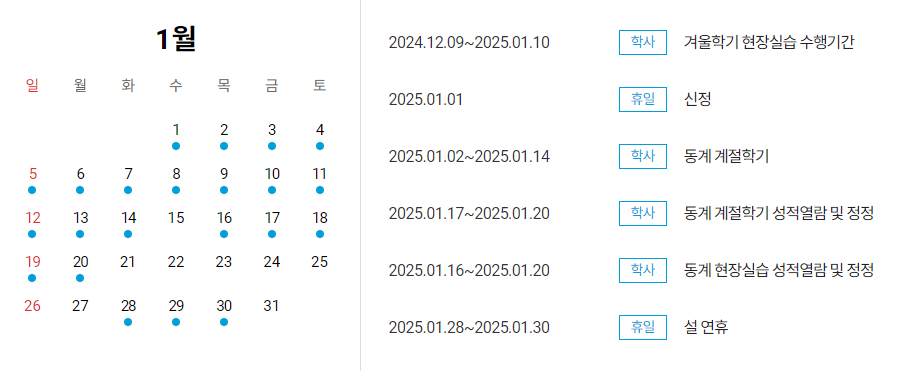 1월
일 월 화 수 목 금 토
1 2 3 4
5 6 7 8 9 10 11
12 13 14 15 16 17 18
19 20 21 22 23 24 25
26 27 28 29 30 31
2024.12.09~2025.01.10 학사 겨울학기 현장실습 수행기간
2025.01.01 휴일 신정
2025.01.02~2025.01.14 학사 동계 계절학기
2025.01.17~2025.01.20 학사 동계 계절학기 성적열람 및 정정
2025.01.16~2025.01.20 학사 동계 현장실습 성적열람 및 정정
2025.01.28~2025.01.30 휴일 설 연휴